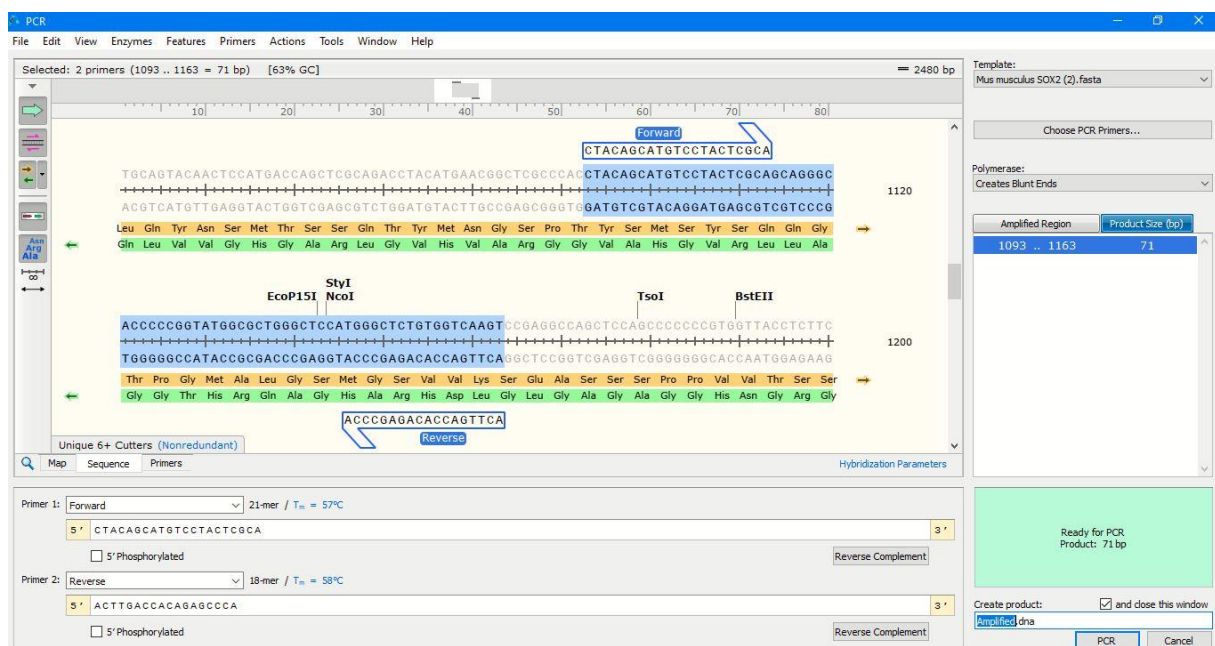 PCR
File Edit View Enzymes Features Primers Actions Tools Window Help
Selected: 2 primers (1093 .. 1163 = 71 bp) [63% GC]
= 2480 bp
10 20 30 40 50 60 70 80
Forward
CTACAGCATGTCCTACTCGCA
TGCAGTACAACTCCATGACCAGCTCGCAGACCTACATGAACGGCTCGCCCACCTACAGCATGTCCTACTCGCAGCAGGGC
1120
ACGTCATGTTGAGGTACTGGTCGAGCGTCTGGATGTACTTGCCGAGCGGGTGGATGTCGTACAGGATGAGCGTCGTCCCG
Leu Gln Tyr Asn Ser Met Thr Ser Ser Gln Thr Tyr Met Asn Gly Ser Pro Thr Tyr Ser Met Ser Tyr Ser Gln Gln Gly
Gln Leu Val Val Gly His Gly Ala Arg Leu Gly Val His Val Ala Arg Gly Gly Val Ala His Gly Val Arg Leu Leu Ala
StyI
EcoP15I NcoI TsoI BstEII
ACCCCCGGTATGGCGCTGGGCTCCATGGGCTCTGTGGTCAAGTCCGAGGCCAGCTCCAGCCCCCCCGTGGTTACCTCTTC
1200
TGGGGGCCATACCGCGACCCGAGGTACCCGAGACACCAGTTCAGGCTCCGGTCGAGGTCGGGGGGGCACCAATGGAGAAG
Thr Pro Gly Met Ala Leu Gly Ser Met Gly Ser Val Val Lys Ser Glu Ala Ser Ser Ser Pro Pro Val Val Thr Ser Ser
Gly Gly Thr His Arg Gln Ala Gly His Ala Arg His Asp Leu Gly Leu Gly Ala Gly Ala Gly Gly His Asn Gly Arg Gly
ACCCGAGACACCAGTTCA
Reverse
Unique 6+ Cutters (Nonredundant)
Map Sequence Primers
Hybridization Parameters
Asn
Arg
Ala
Primer 1: Forward 21-mer / Tm = 57°C
5' CTACAGCATGTCCTACTCGCA 3'
5' Phosphorylated
Reverse Complement
Primer 2: Reverse 18-mer / Tm = 58°C
5' ACTTGACCACAGAGCCCA 3'
5' Phosphorylated
Reverse Complement
Template:
Mus musculus SOX2 (2).fasta
Choose PCR Primers...
Polymerase:
Creates Blunt Ends
Amplified Region Product Size (bp)
1093 .. 1163 71
Ready for PCR
Product: 71 bp
Create product: and close this window
Amplified.dna
PCR Cancel